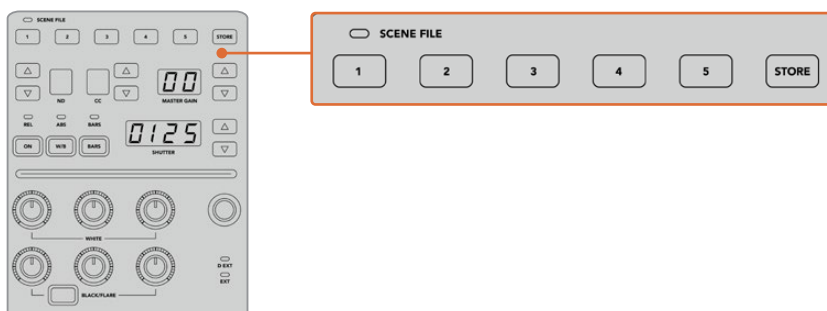 SCENE FILE
1 2 3 4 5 STORE
ND CC 00 MASTER GAIN
REL ABS BARS
ON W/B BARS
0125
SHUTTER
WHITE
D EXT
EXT
BLACK/FLARE
SCENE FILE
1 2 3 4 5 STORE